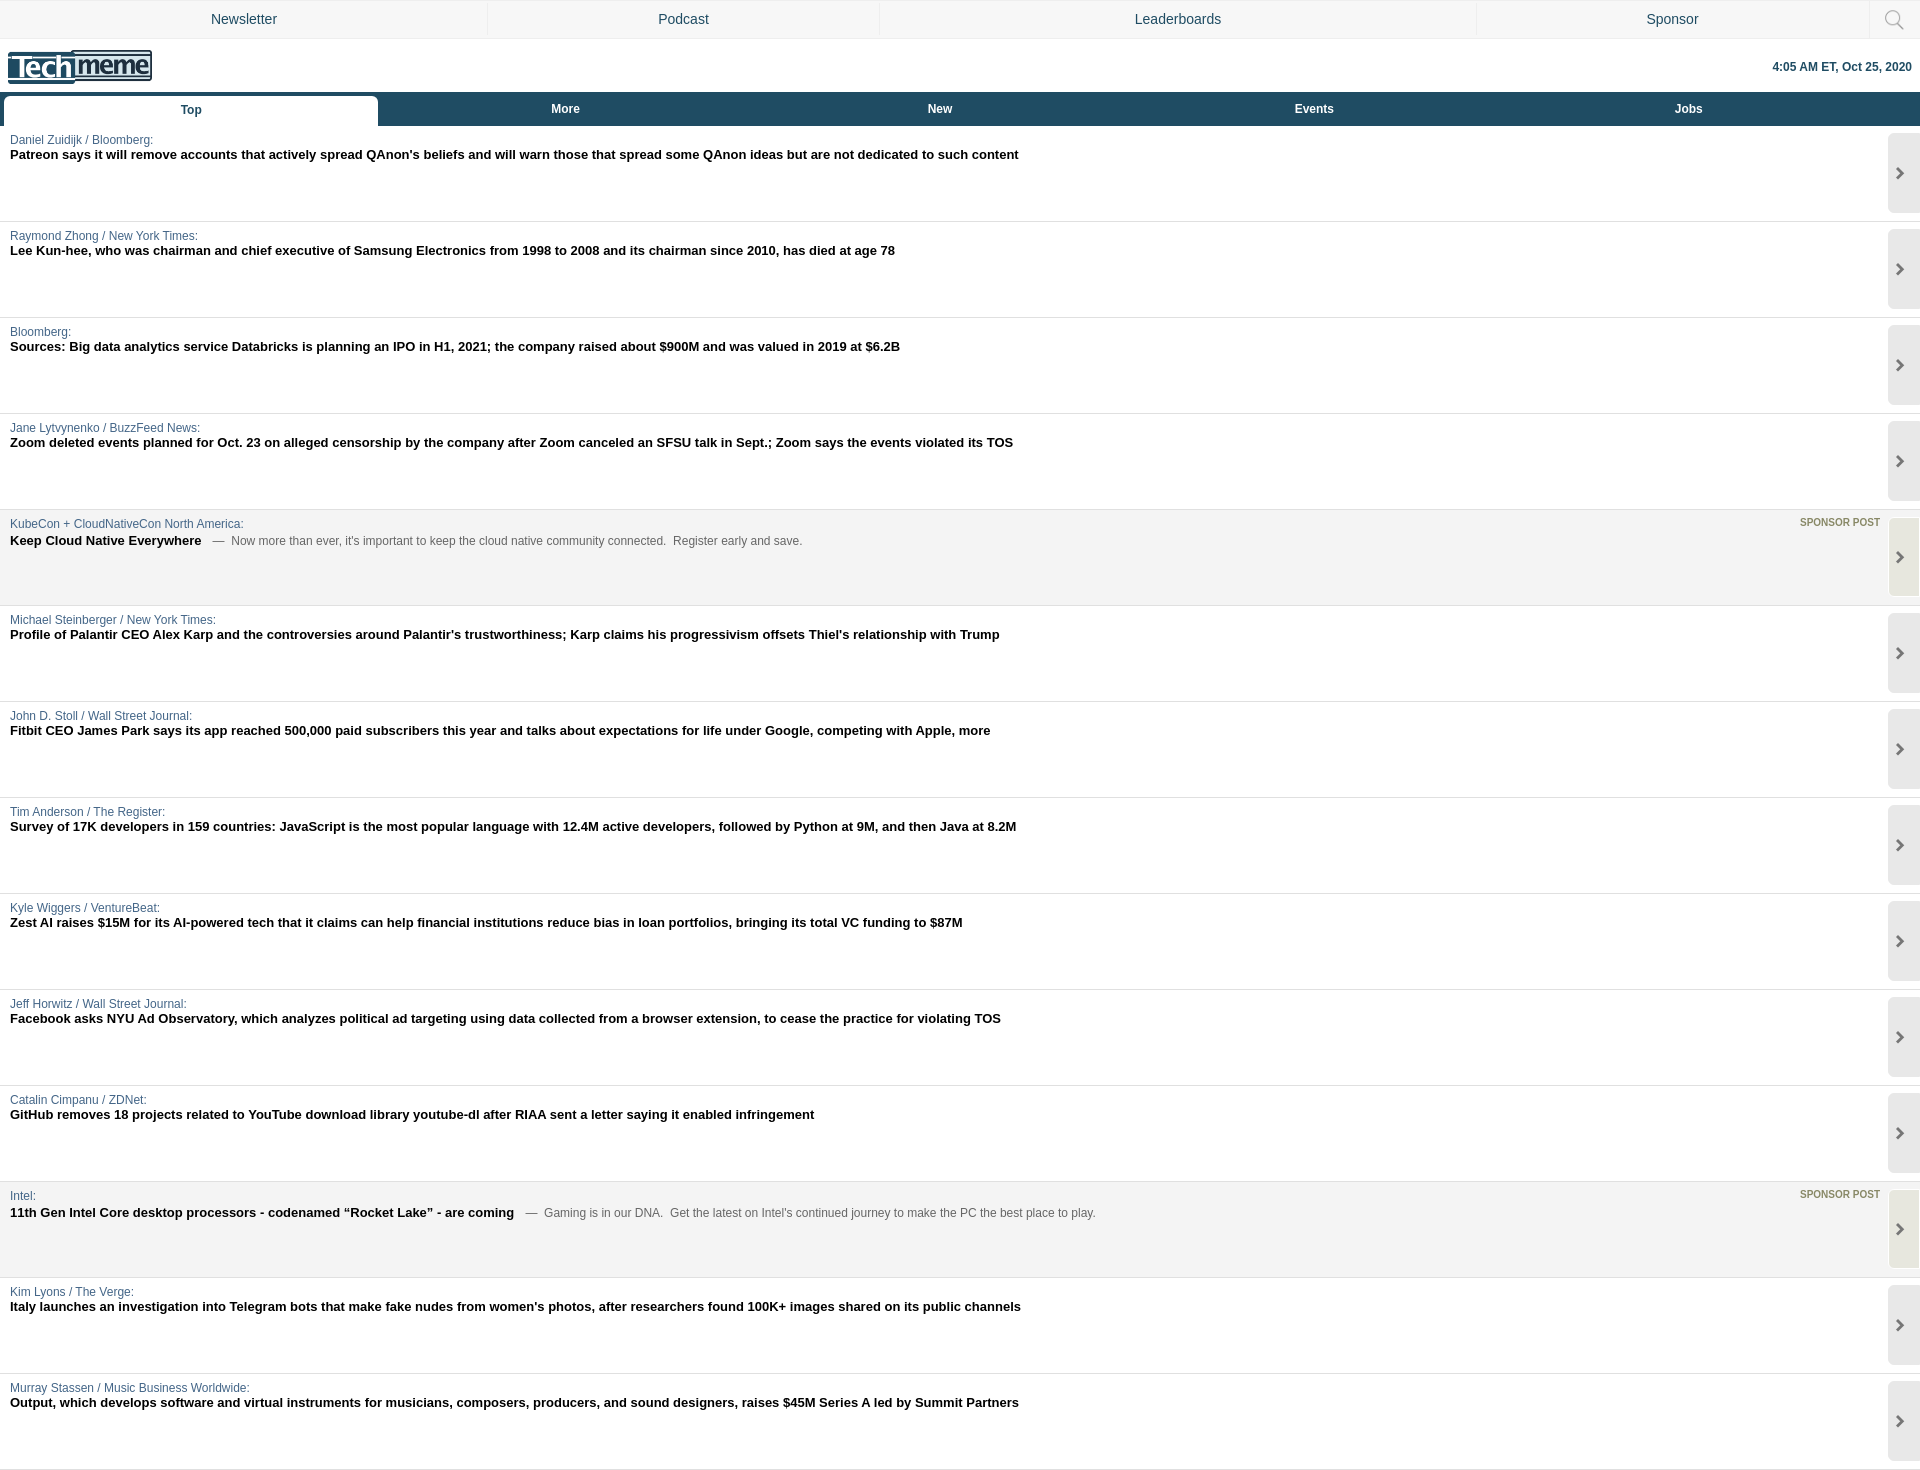 Newsletter
Podcast
Leaderboards
Sponsor
Techmeme
4:05 AM ET, Oct 25, 2020
Top
More
New
Events
Jobs
Daniel Zuidijk / Bloomberg:
Patreon says it will remove accounts that actively spread QAnon's beliefs and will warn those that spread some QAnon ideas but are not dedicated to such content
Raymond Zhong / New York Times:
Lee Kun-hee, who was chairman and chief executive of Samsung Electronics from 1998 to 2008 and its chairman since 2010, has died at age 78
Bloomberg:
Sources: Big data analytics service Databricks is planning an IPO in H1, 2021; the company raised about $900M and was valued in 2019 at $6.2B
Jane Lytvynenko / BuzzFeed News:
Zoom deleted events planned for Oct. 23 on alleged censorship by the company after Zoom canceled an SFSU talk in Sept.; Zoom says the events violated its TOS
KubeCon + CloudNativeCon North America:
SPONSOR POST
Keep Cloud Native Everywhere — Now more than ever, it's important to keep the cloud native community connected. Register early and save.
Michael Steinberger / New York Times:
Profile of Palantir CEO Alex Karp and the controversies around Palantir's trustworthiness; Karp claims his progressivism offsets Thiel's relationship with Trump
John D. Stoll / Wall Street Journal:
Fitbit CEO James Park says its app reached 500,000 paid subscribers this year and talks about expectations for life under Google, competing with Apple, more
Tim Anderson / The Register:
Survey of 17K developers in 159 countries: JavaScript is the most popular language with 12.4M active developers, followed by Python at 9M, and then Java at 8.2M
Kyle Wiggers / VentureBeat:
Zest AI raises $15M for its AI-powered tech that it claims can help financial institutions reduce bias in loan portfolios, bringing its total VC funding to $87M
Jeff Horwitz / Wall Street Journal:
Facebook asks NYU Ad Observatory, which analyzes political ad targeting using data collected from a browser extension, to cease the practice for violating TOS
Catalin Cimpanu / ZDNet:
GitHub removes 18 projects related to YouTube download library youtube-dl after RIAA sent a letter saying it enabled infringement
Intel:
SPONSOR POST
11th Gen Intel Core desktop processors - codenamed “Rocket Lake” - are coming — Gaming is in our DNA. Get the latest on Intel's continued journey to make the PC the best place to play.
Kim Lyons / The Verge:
Italy launches an investigation into Telegram bots that make fake nudes from women's photos, after researchers found 100K+ images shared on its public channels
Murray Stassen / Music Business Worldwide:
Output, which develops software and virtual instruments for musicians, composers, producers, and sound designers, raises $45M Series A led by Summit Partners